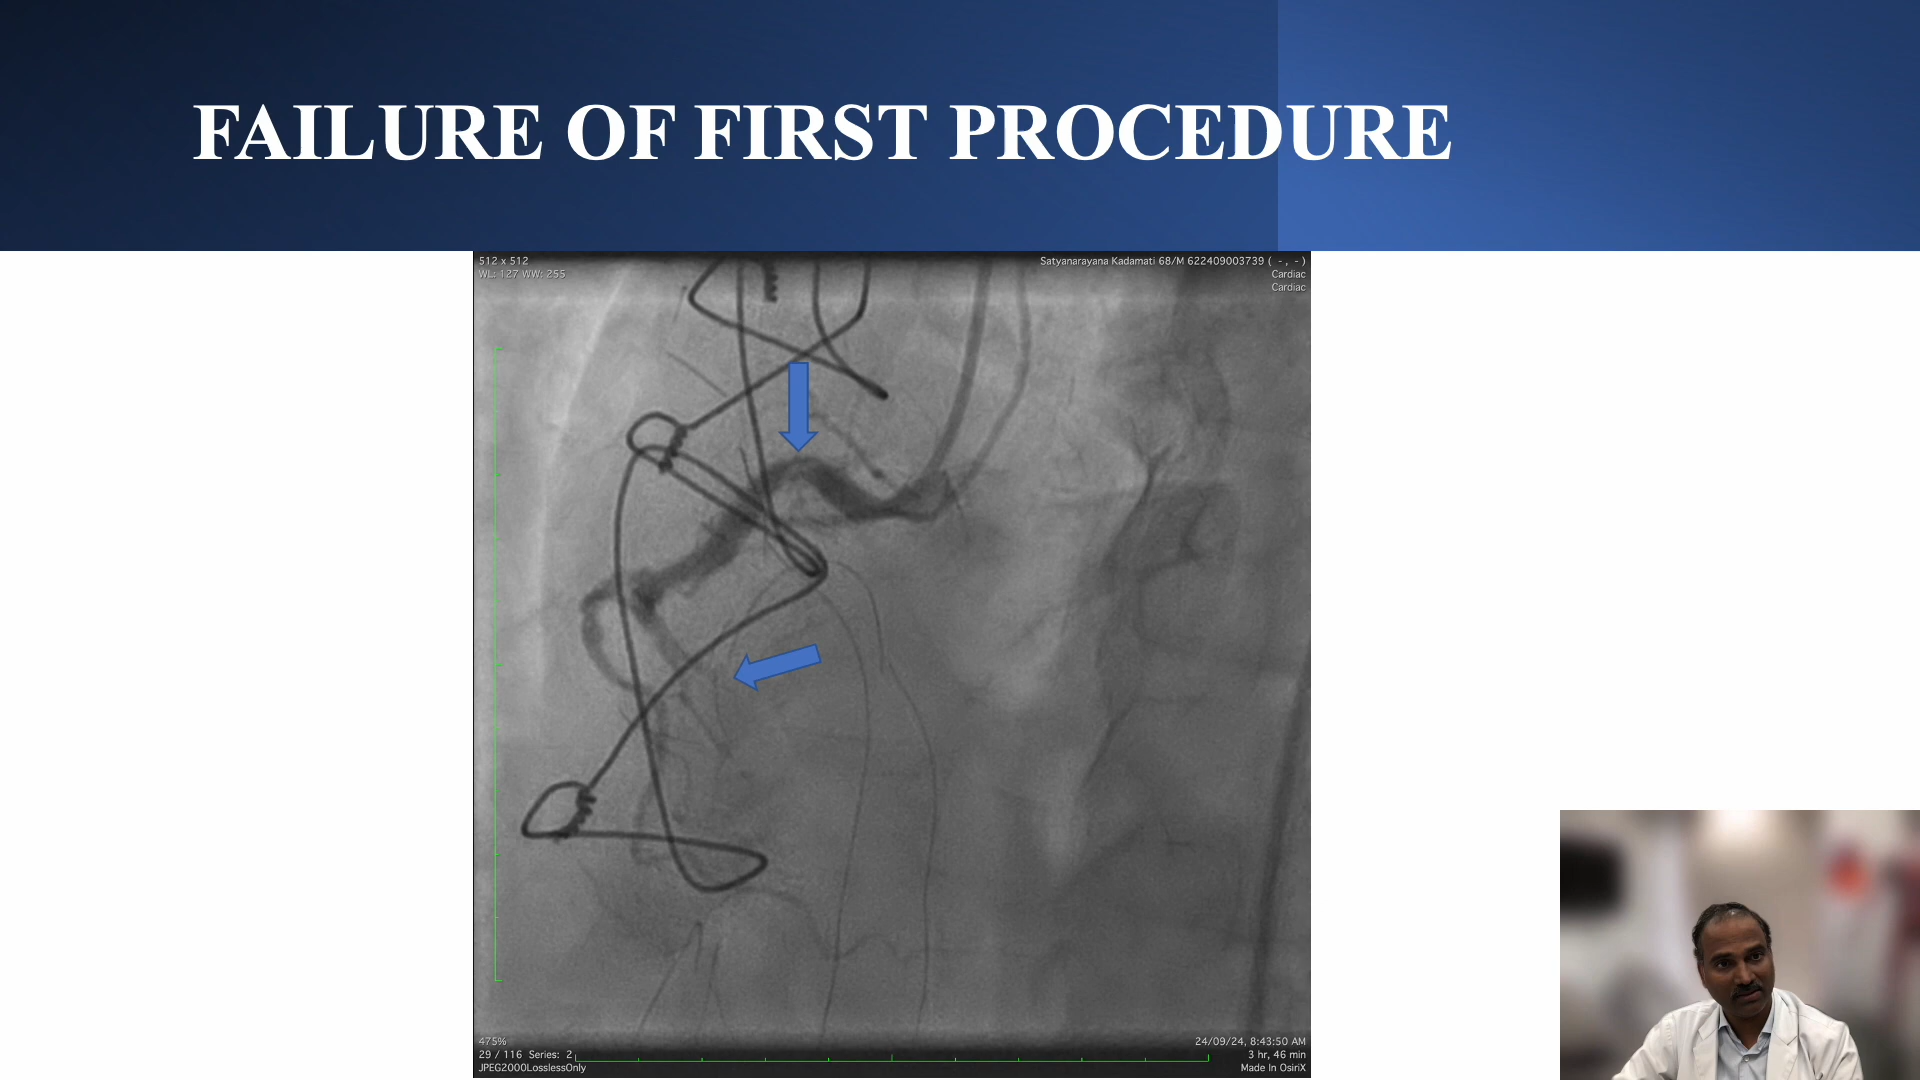 FAILURE OF FIRST PROCEDURE
512 x 512
WL: 127 WW: 255
Satyanarayana Kadamati 68/M 622409003739 ( -, - )
Cardiac
Cardiac
475%
29 / 116 Series: 2
JPEG2000LosslessOnly
24/09/24, 8:43:50 AM
3 hr, 46 min
Made In OsiriX